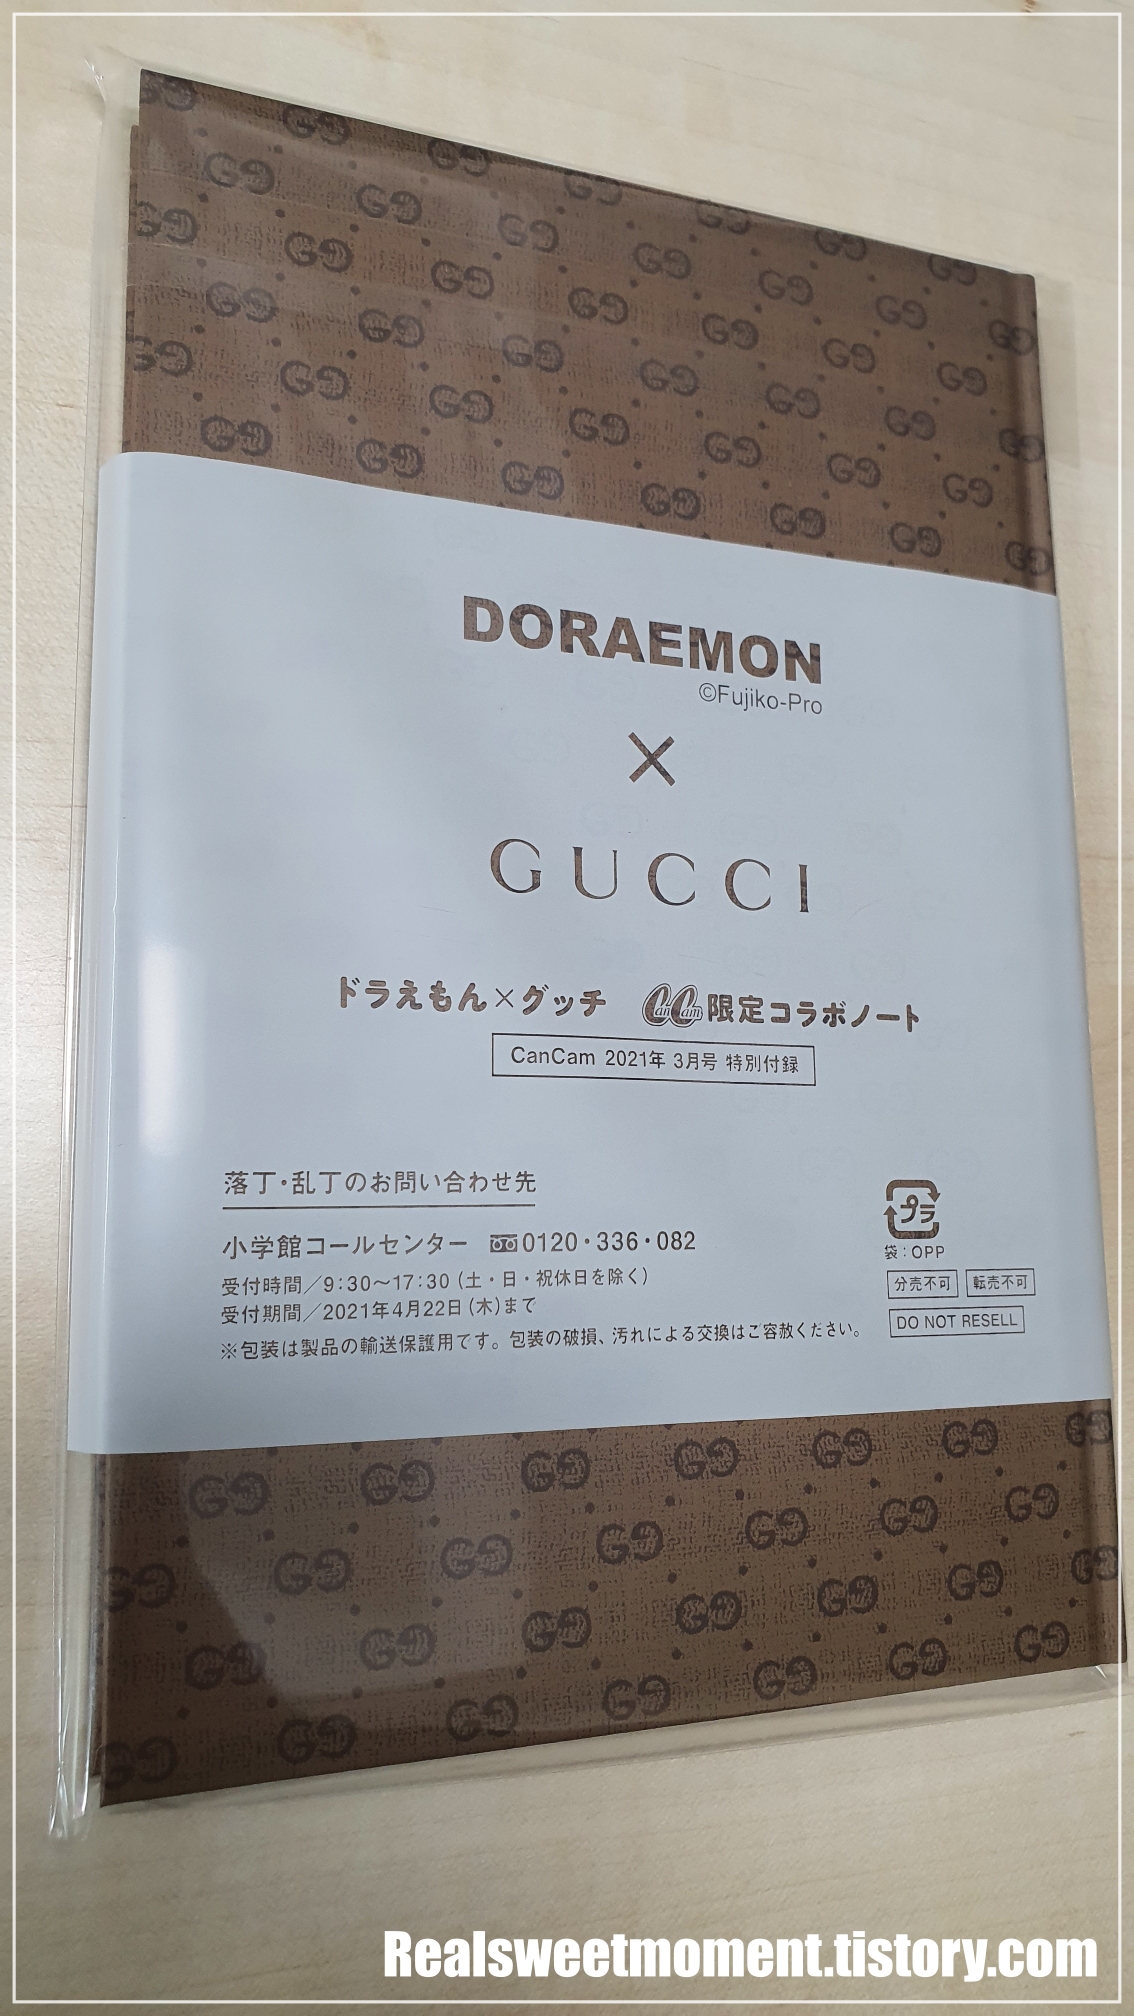 DORAEMON
©Fujiko-Pro
×
GUCCI
ドラえもん×グッチ CanCam 限定コラボノート
CanCam 2021年 3月号 特別付録
落丁・乱丁のお問い合わせ先
小学館コールセンター 0120・336・082
受付時間/9:30〜17:30(土・日・祝休日を除く)
受付期間/2021年4月22日(木)まで
※包装は製品の輸送保護用です。包装の破損、汚れによる交換はご容赦ください。
プラ
袋:OPP
分売不可 転売不可
DO NOT RESELL
Realsweetmoment.tistory.com